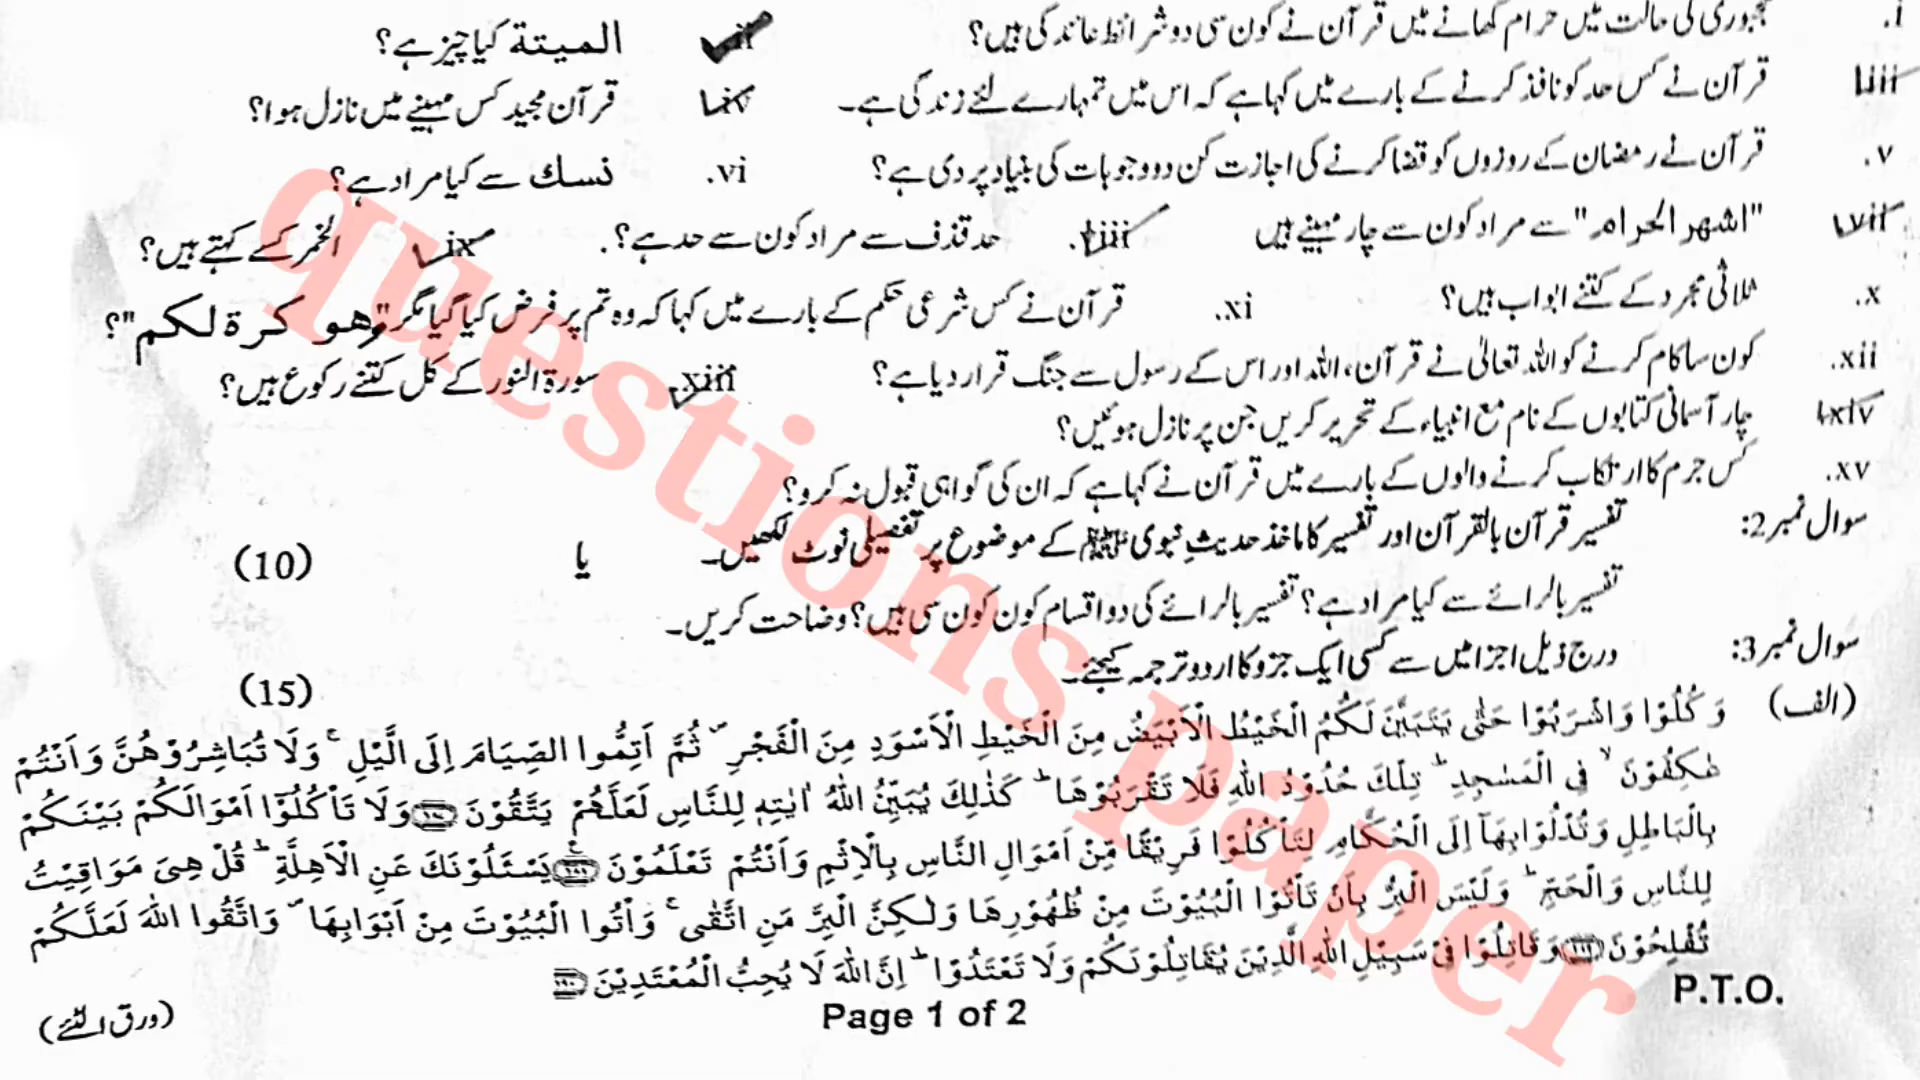 i. مجبوری کی حالت میں حرام کھانے میں قرآن نے کون سی دو شرائط عائد کی ہیں؟ ii. المیتة کیا چیز ہے؟
iii. قرآن نے کس حد کو نافذ کرنے کے بارے میں کہا ہے کہ اس میں تمہارے لئے زندگی ہے۔ iv. قرآن مجید کس مہینے میں نازل ہوا؟
v. قرآن نے رمضان کے روزوں کو قضا کرنے کی اجازت کن دو وجوہات کی بنیاد پر دی ہے؟ vi. نسك سے کیا مراد ہے؟
vii. "اشهر الحرام" سے مراد کون سے چار مہینے ہیں viii. حد قذف سے مراد کون سے حد ہے؟ ix. الخمر کسے کہتے ہیں؟
x. ثلاثی مجرد کے کتنے ابواب ہیں؟ xi. قرآن نے کس شرعی حکم کے بارے میں کہا کہ وہ تم پر فرض کیا گیا مگر "وهو كرة لكم"؟
xii. کون سا کام کرنے کو اللہ تعالیٰ نے قرآن، اللہ اور اس کے رسول سے جنگ قرار دیا ہے؟ xiii. سورۃ النور کے کل کتنے رکوع ہیں؟
xiv. چار آسمانی کتابوں کے نام مع انبیاء کے تحریر کریں جن پر نازل ہوئیں؟
xv. کس جرم کا ارتکاب کرنے والوں کے بارے میں قرآن نے کہا ہے کہ ان کی گواہی قبول نہ کرو؟
سوال نمبر 2: تفسیر قرآن بالقرآن اور تفسیر کا ماخذ حدیثِ نبوی ﷺ کے موضوع پر تفصیلی نوٹ لکھیں۔ یا (10)
تفسیر بالرائے سے کیا مراد ہے؟ تفسیر بالرائے کی دو اقسام کون کون سی ہیں؟ وضاحت کریں۔
سوال نمبر 3: درج ذیل اجزا میں سے کسی ایک جزو کا اردو ترجمہ کیجئے۔ (15)
(الف) وَ كُلُوْا وَاشْرَبُوْا حَتّٰى يَتَبَيَّنَ لَكُمُ الْخَيْطُ الْاَبْيَضُ مِنَ الْخَيْطِ الْاَسْوَدِ مِنَ الْفَجْرِ ۪ ثُمَّ اَتِمُّوا الصِّيَامَ اِلَى الَّيْلِ ۚ وَلَا تُبَاشِرُوْهُنَّ وَاَنْتُمْ
عٰكِفُوْنَ ۙ فِى الْمَسٰجِدِ ؕ تِلْكَ حُدُوْدُ اللّٰهِ فَلَا تَقْرَبُوْهَا ؕ كَذٰلِكَ يُبَيِّنُ اللّٰهُ اٰيٰتِهٖ لِلنَّاسِ لَعَلَّهُمْ يَتَّقُوْنَ ﴿۱۸۷﴾ وَلَا تَاْكُلُوْۤا اَمْوَالَكُمْ بَيْنَكُمْ
بِالْبَاطِلِ وَتُدْلُوْا بِهَاۤ اِلَى الْحُكَّامِ لِتَاْكُلُوْا فَرِيْقًا مِّنْ اَمْوَالِ النَّاسِ بِالْاِثْمِ وَاَنْتُمْ تَعْلَمُوْنَ ﴿۱۸۸﴾ يَسْـَٔلُوْنَكَ عَنِ الْاَهِلَّةِ ؕ قُلْ هِىَ مَوَاقِيْتُ
لِلنَّاسِ وَالْحَجِّ ؕ وَلَيْسَ الْبِرُّ بِاَنْ تَاْتُوا الْبُيُوْتَ مِنْ ظُهُوْرِهَا وَلٰكِنَّ الْبِرَّ مَنِ اتَّقٰى ۚ وَاْتُوا الْبُيُوْتَ مِنْ اَبْوَابِهَا ۪ وَاتَّقُوا اللّٰهَ لَعَلَّكُمْ
تُفْلِحُوْنَ ﴿۱۸۹﴾ وَقَاتِلُوْا فِىْ سَبِيْلِ اللّٰهِ الَّذِيْنَ يُقَاتِلُوْنَكُمْ وَلَا تَعْتَدُوْا ؕ اِنَّ اللّٰهَ لَا يُحِبُّ الْمُعْتَدِيْنَ ﴿۱۹۰﴾
P.T.O.
Page 1 of 2
(ورق الٹئے)
questions paper